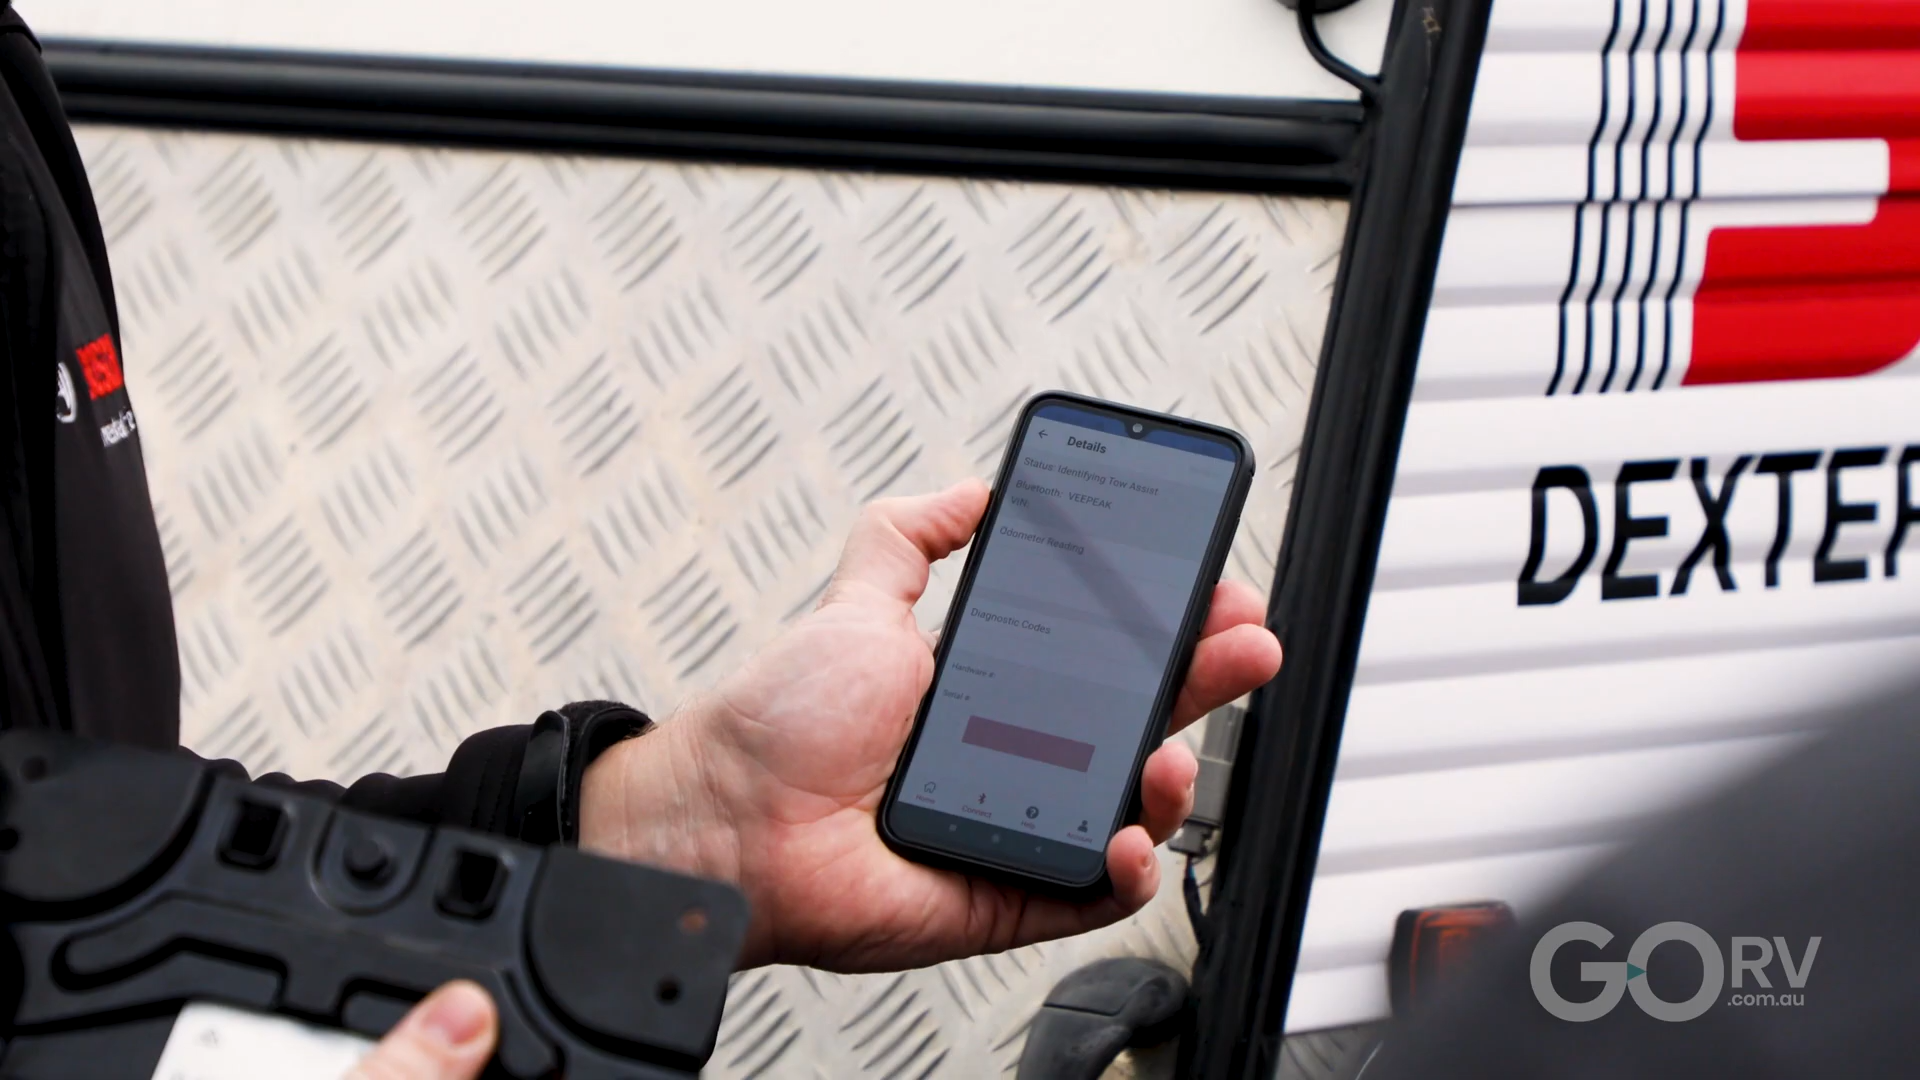 Details
Status: Identifying Tow Assist
Bluetooth: VEEPEAK
VIN:
Odometer Reading
Diagnostic Codes
Hardware #
Serial #
Home
Connect
Help
Account
DEXTER
GO RV
.com.au